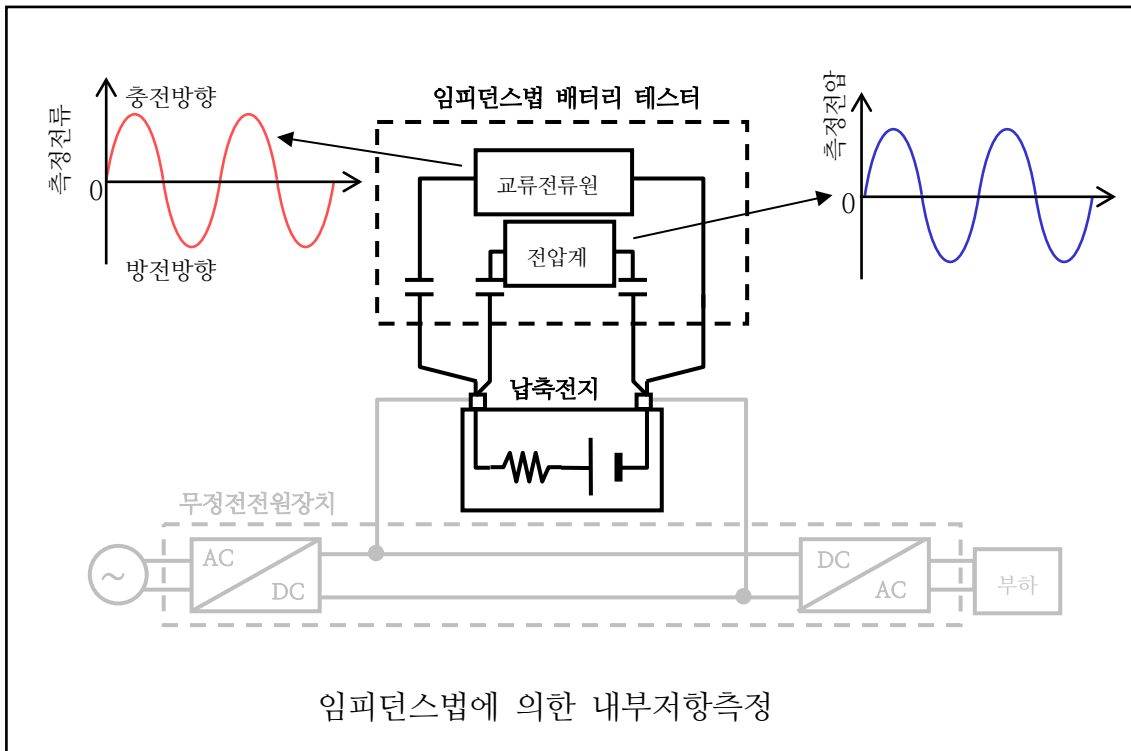 충전방향
측정전류
0
방전방향
임피던스법 배터리 테스터
교류전류원
전압계
측정전압
0
납축전지
무정전전원장치
~
AC
DC
DC
AC
부하
임피던스법에 의한 내부저항측정